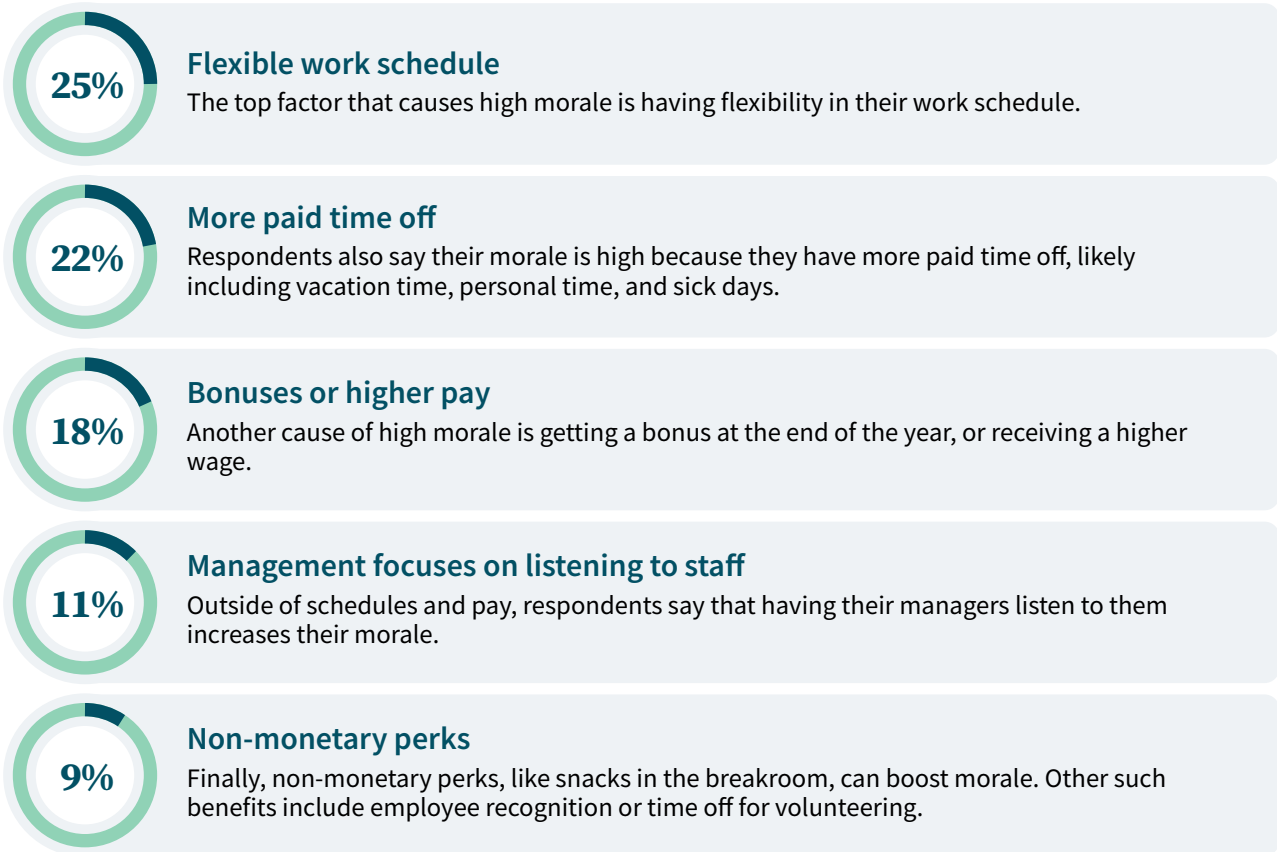 25%
Flexible work schedule
The top factor that causes high morale is having flexibility in their work schedule.
22%
More paid time off
Respondents also say their morale is high because they have more paid time off, likely
including vacation time, personal time, and sick days.
18%
Bonuses or higher pay
Another cause of high morale is getting a bonus at the end of the year, or receiving a higher
wage.
11%
Management focuses on listening to staff
Outside of schedules and pay, respondents say that having their managers listen to them
increases their morale.
9%
Non-monetary perks
Finally, non-monetary perks, like snacks in the breakroom, can boost morale. Other such
benefits include employee recognition or time off for volunteering.